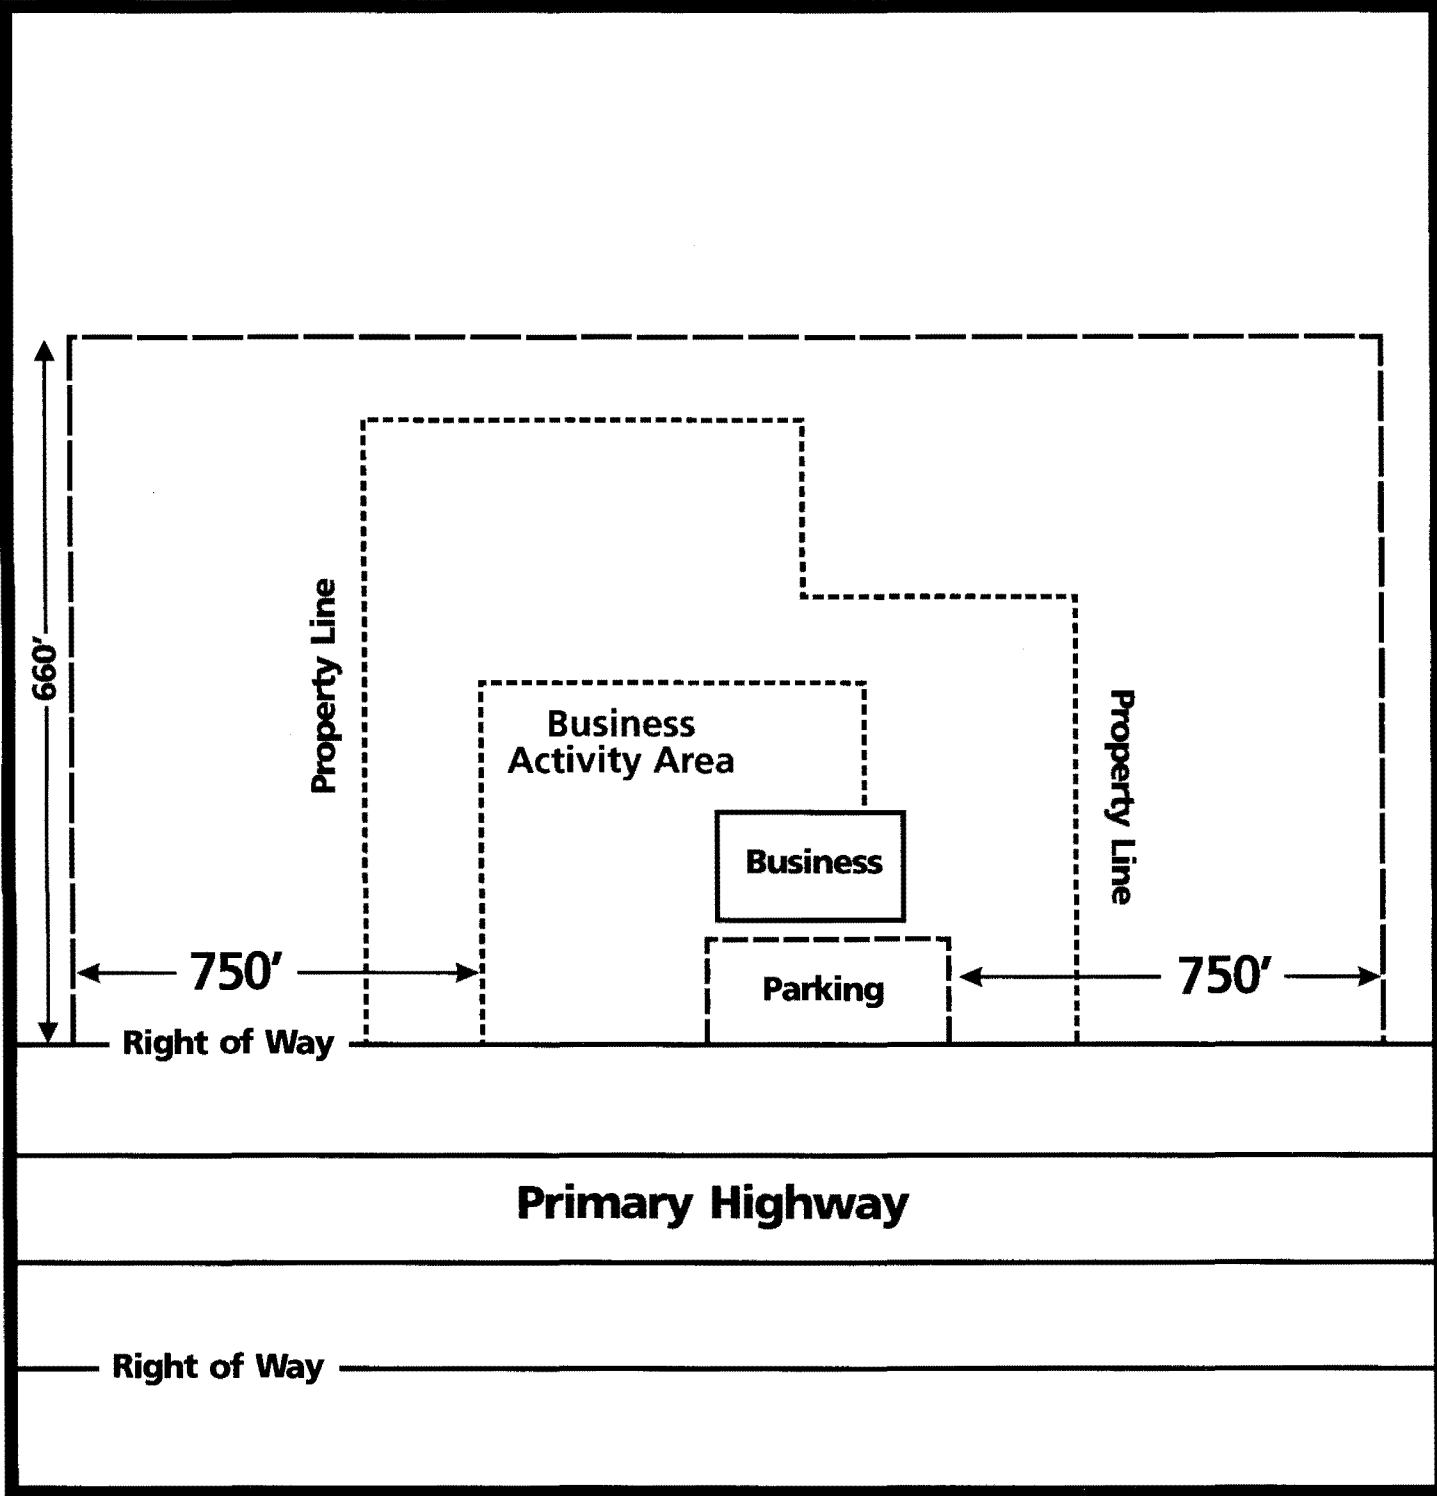 660’
Property Line
Business
Activity Area
Property Line
Business
750’
Parking
750’
Right of Way
Primary Highway
Right of Way